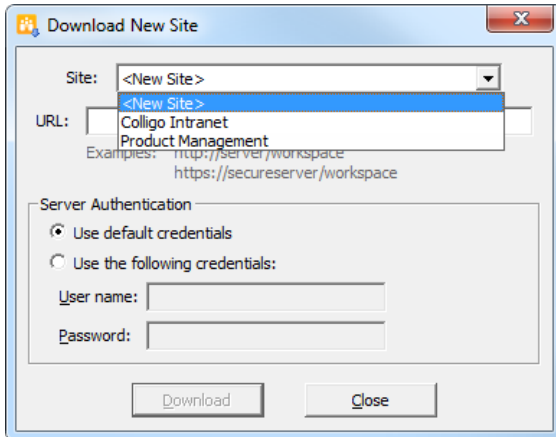 Download New Site
Site: <New Site>
<New Site>
Colligo Intranet
URL:
Product Management
Examples: http://server/workspace
https://secureserver/workspace
Server Authentication
Use default credentials
Use the following credentials:
User name:
Password:
Download Close